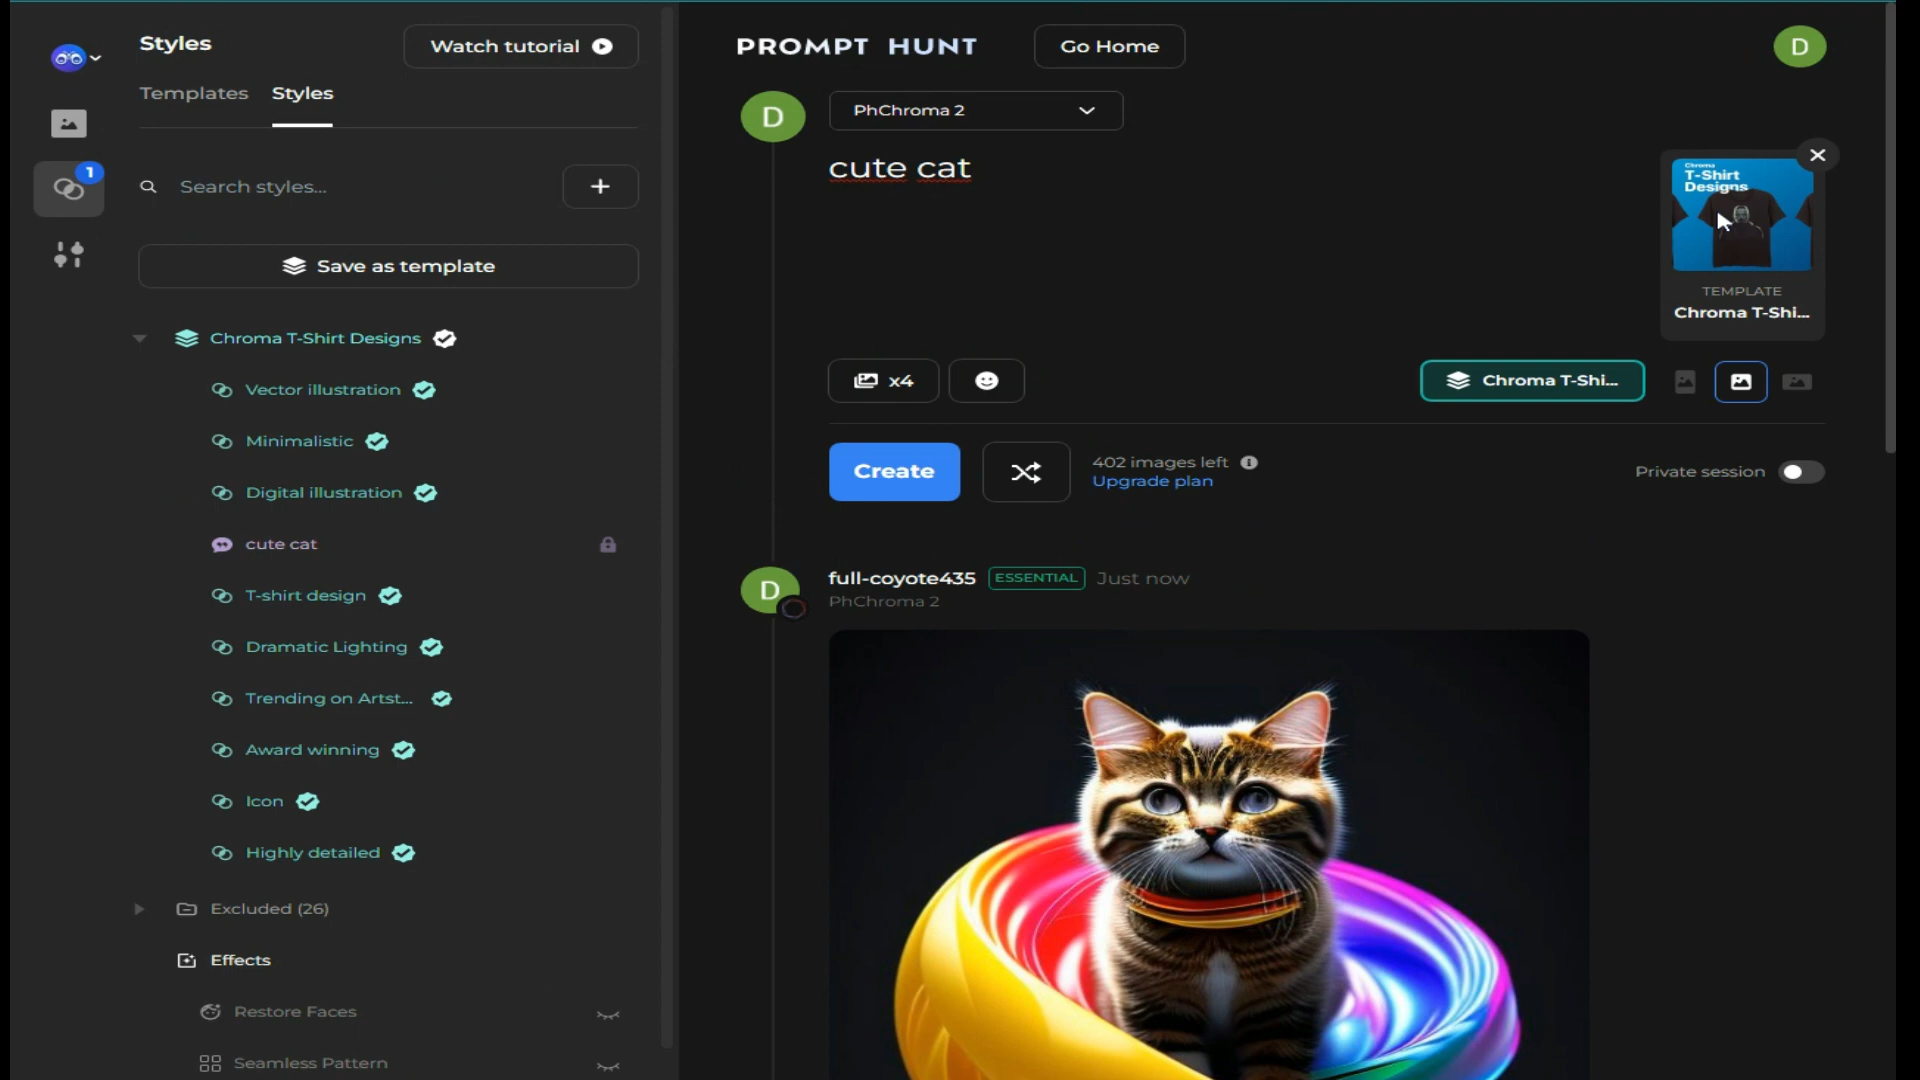 Styles
Watch tutorial
Templates
Styles
1
Search styles...
Save as template
Chroma T-Shirt Designs
Vector illustration
Minimalistic
Digital illustration
cute cat
T-shirt design
Dramatic Lighting
Trending on Artst...
Award winning
Icon
Highly detailed
Excluded (26)
Effects
Restore Faces
Seamless Pattern
PROMPT HUNT
Go Home
D
D
PhChroma 2
cute cat
Chroma
T-Shirt
Designs
TEMPLATE
Chroma T-Shi...
x4
Chroma T-Shi...
Create
402 images left
Upgrade plan
Private session
D
full-coyote435
ESSENTIAL
Just now
PhChroma 2